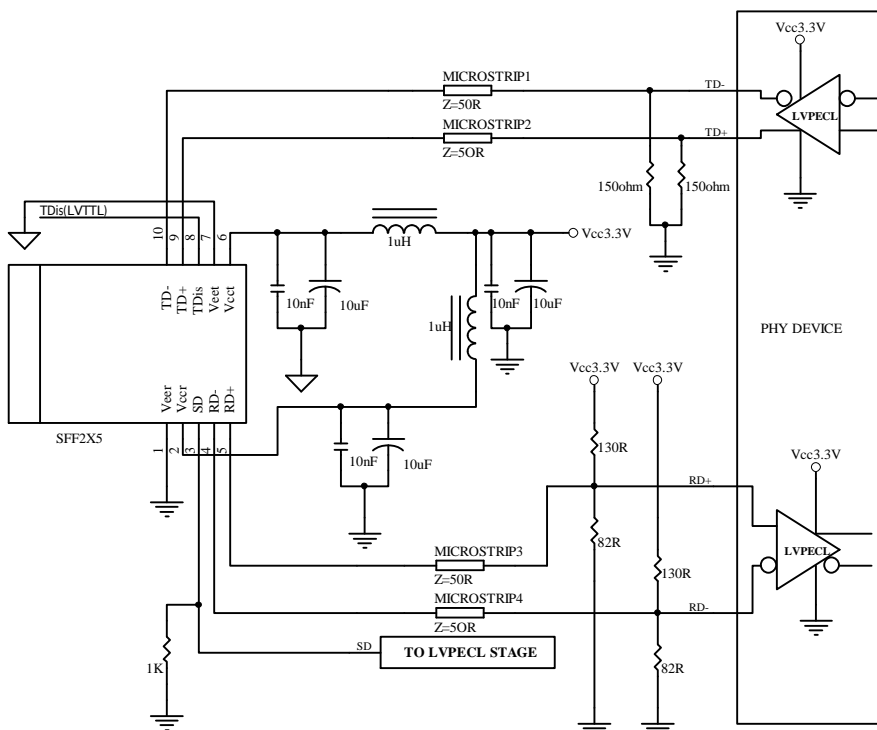 Vcc3.3V
MICROSTRIP1
TD-
Z=50R
LVPECL
MICROSTRIP2
TD+
Z=5OR
150ohm
150ohm
TDis(LVTTL)
10
9
8
7
6
1uH
Vcc3.3V
TD-
TD+
TDis
Veet
Vcct
10nF
10uF
10nF
10uF
1uH
PHY DEVICE
Veer
Vccr
SD
RD-
RD+
Vcc3.3V
Vcc3.3V
SFF2X5
1
2
3
4
5
130R
10nF
10uF
Vcc3.3V
RD+
82R
LVPECL
MICROSTRIP3
Z=50R
130R
MICROSTRIP4
RD-
Z=5OR
SD
TO LVPECL STAGE
1K
82R